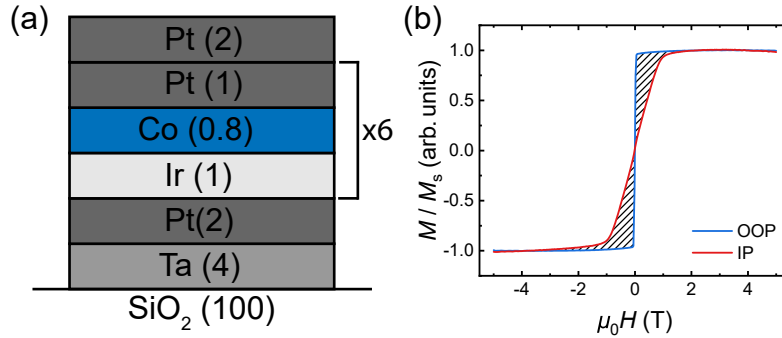 (a)
Pt (2)
Pt (1)
Co (0.8)
Ir (1)
Pt(2)
Ta (4)
SiO₂ (100)
x6
(b)
M / Mₛ (arb. units)
1.0
0.5
0.0
-0.5
-1.0
OOP
IP
-4 -2 0 2 4
μ₀H (T)